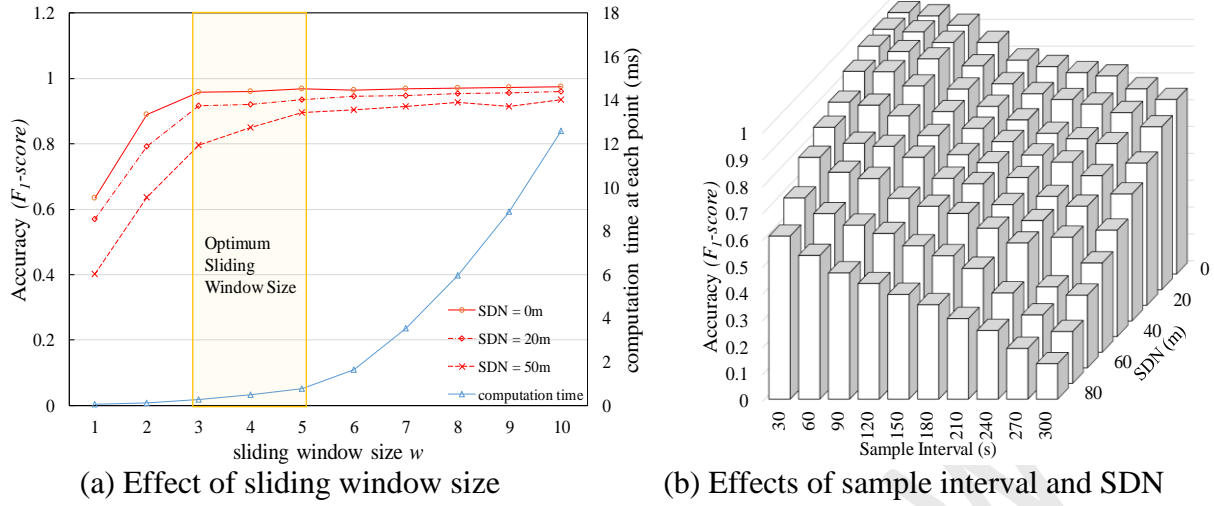 1.2
1
0.8
0.6
0.4
0.2
0
Accuracy (F1-score)
18
16
14
12
10
8
6
4
2
0
computation time at each point (ms)
Optimum
Sliding
Window Size
SDN = 0m
SDN = 20m
SDN = 50m
computation time
1 2 3 4 5 6 7 8 9 10
sliding window size w
(a) Effect of sliding window size
1
0.9
0.8
0.7
0.6
0.5
0.4
0.3
0.2
0.1
0
Accuracy (F1-score)
30 60 90 120 150 180 210 240 270 300
Sample Interval (s)
0
20
40
60
80
SDN (m)
(b) Effects of sample interval and SDN